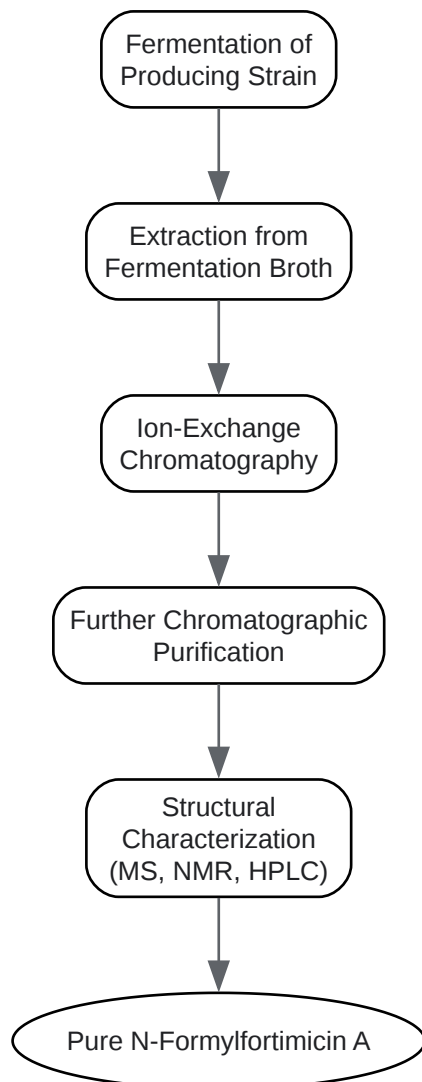 Fermentation of
Producing Strain
Extraction from
Fermentation Broth
Ion-Exchange
Chromatography
Further Chromatographic
Purification
Structural
Characterization
(MS, NMR, HPLC)
Pure N-Formylfortimicin A